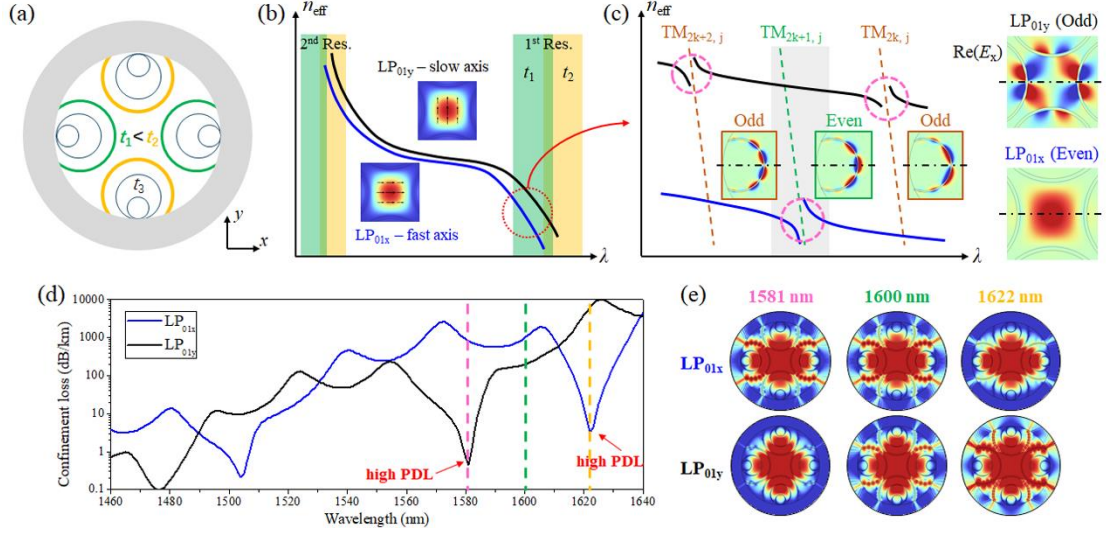 (a)
t₁ < t₂
t₃
y
x
(b)
n_eff
2nd Res.
1st Res.
t₁
t₂
LP₀₁y – slow axis
LP₀₁x – fast axis
λ
(c)
n_eff
TM₂ₖ₊₂, ⱼ
TM₂ₖ₊₁, ⱼ
TM₂ₖ, ⱼ
Odd
Even
Odd
λ
LP₀₁y (Odd)
Re(Eₓ)
LP₀₁x (Even)
(d)
Confinement loss (dB/km)
10000
1000
100
10
1
0.1
LP₀₁x
LP₀₁y
high PDL
high PDL
1460
1480
1500
1520
1540
1560
1580
1600
1620
1640
Wavelength (nm)
(e)
1581 nm
1600 nm
1622 nm
LP₀₁x
LP₀₁y